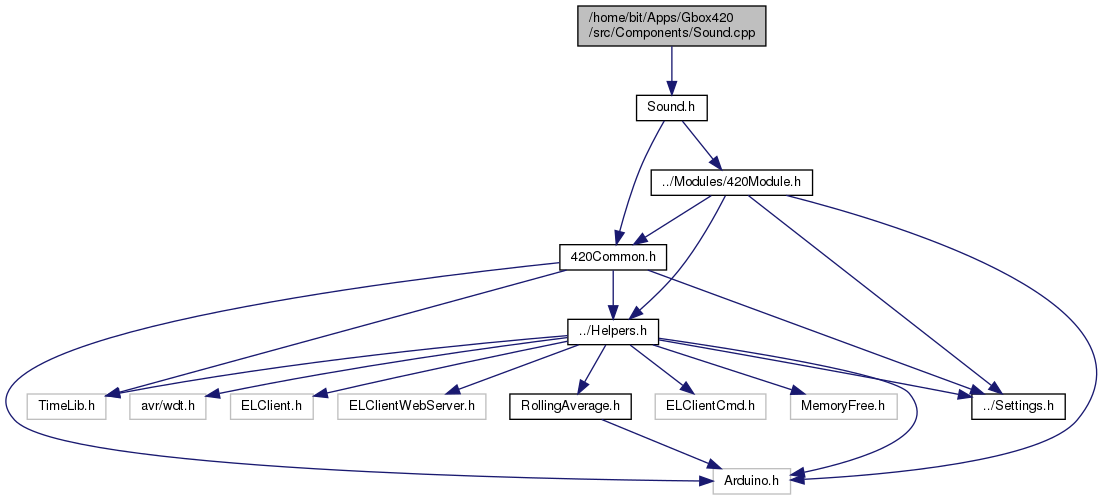 /home/bit/Apps/Gbox420
/src/Components/Sound.cpp
Sound.h
../Modules/420Module.h
420Common.h
../Helpers.h
TimeLib.h
avr/wdt.h
ELClient.h
ELClientWebServer.h
RollingAverage.h
ELClientCmd.h
MemoryFree.h
../Settings.h
Arduino.h